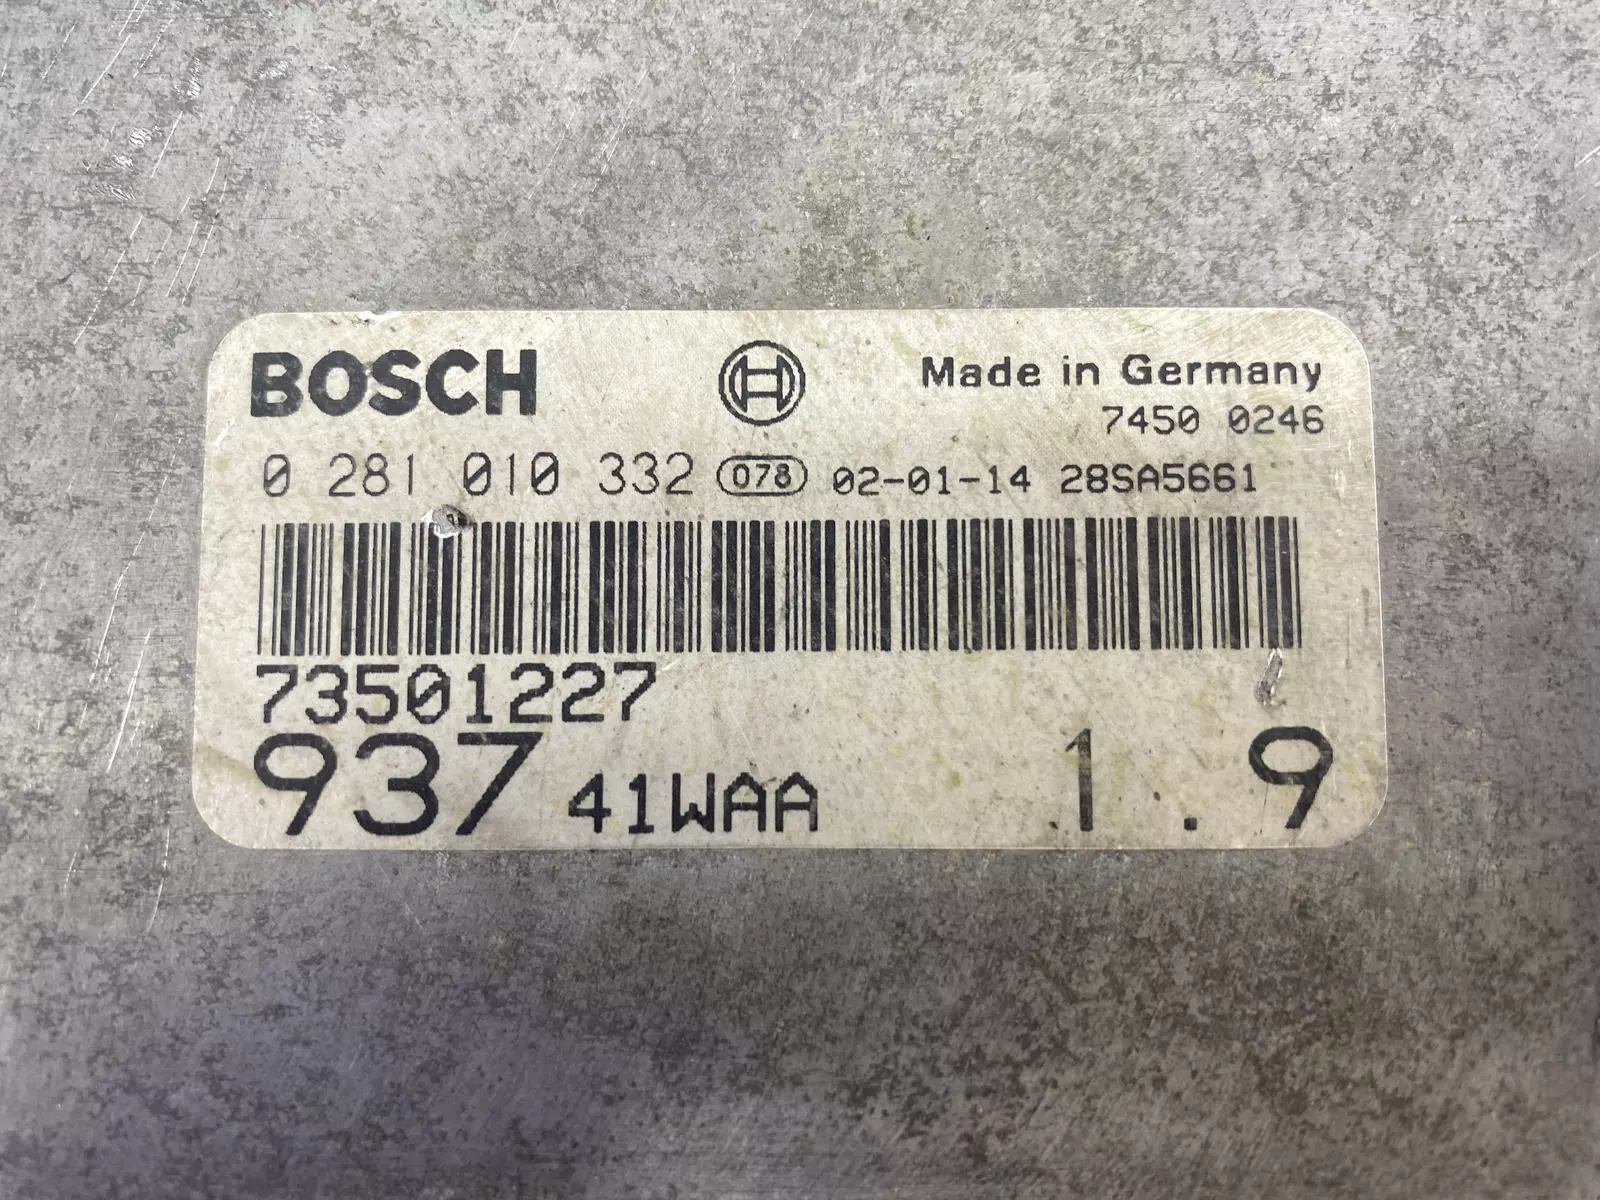 BOSCH Made in Germany
7450 0246
0 281 010 332 078 02-01-14 28SA5661
73501227
937 41WAA 1.9